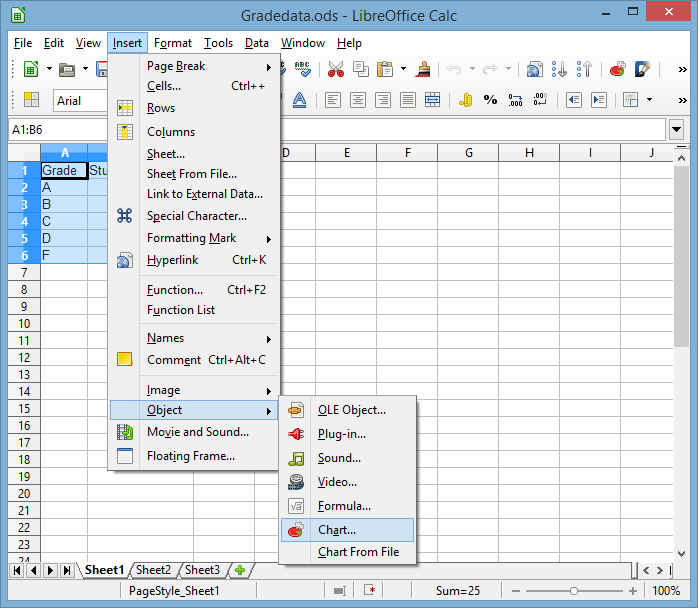 Gradedata.ods - LibreOffice Calc
File Edit View Insert Format Tools Data Window Help
Arial
A1:B6
A D E F G H I J
1 Grade Stu
2 A
3 B
4 C
5 D
6 F
7
8
9
10
11
12
13
14
15
16
17
18
19
20
21
22
23
24
Page Break
Cells... Ctrl++
Rows
Columns
Sheet...
Sheet From File...
Link to External Data...
Special Character...
Formatting Mark
Hyperlink Ctrl+K
Function... Ctrl+F2
Function List
Names
Comment Ctrl+Alt+C
Image
Object
Movie and Sound...
Floating Frame...
OLE Object...
Plug-in...
Sound...
Video...
Formula...
Chart...
Chart From File
Sheet1 Sheet2 Sheet3
PageStyle_Sheet1 Sum=25 100%